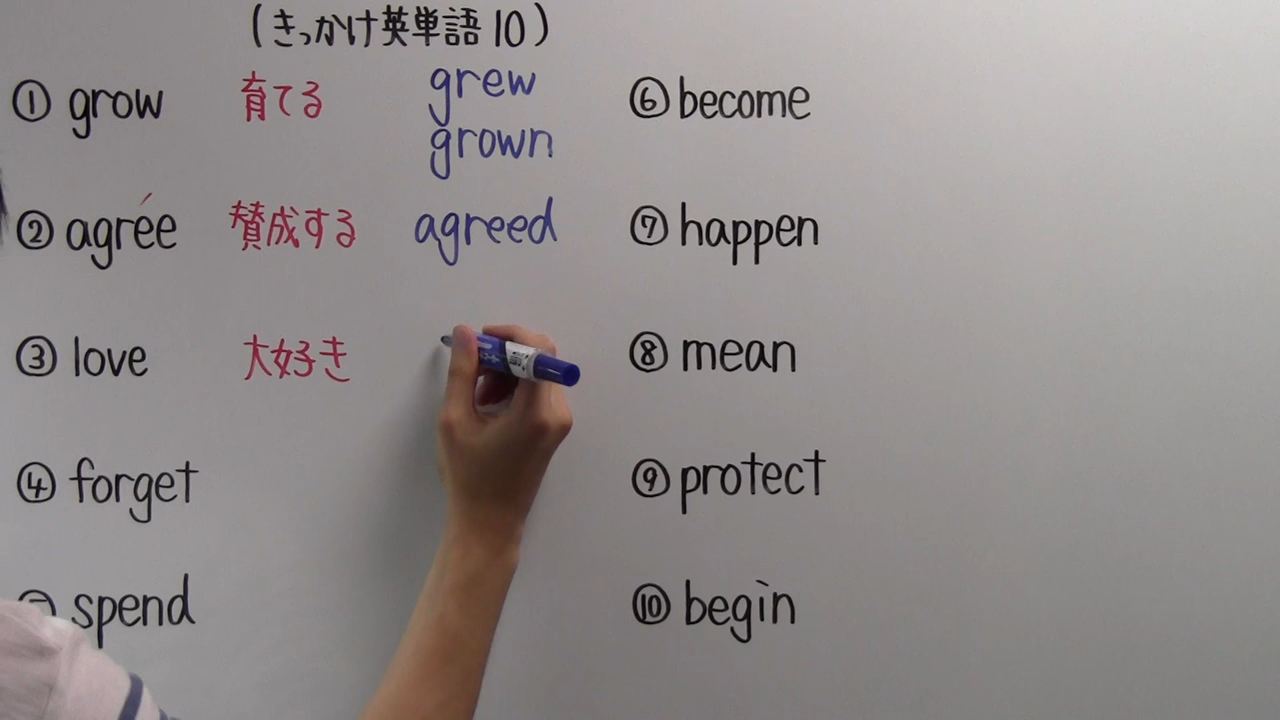 (きっかけ英単語10)
① grow 育てる grew
grown
② agrée 賛成する agreed
③ love 大好き
④ forget
spend
⑥ become
⑦ happen
⑧ mean
⑨ protect
⑩ begin